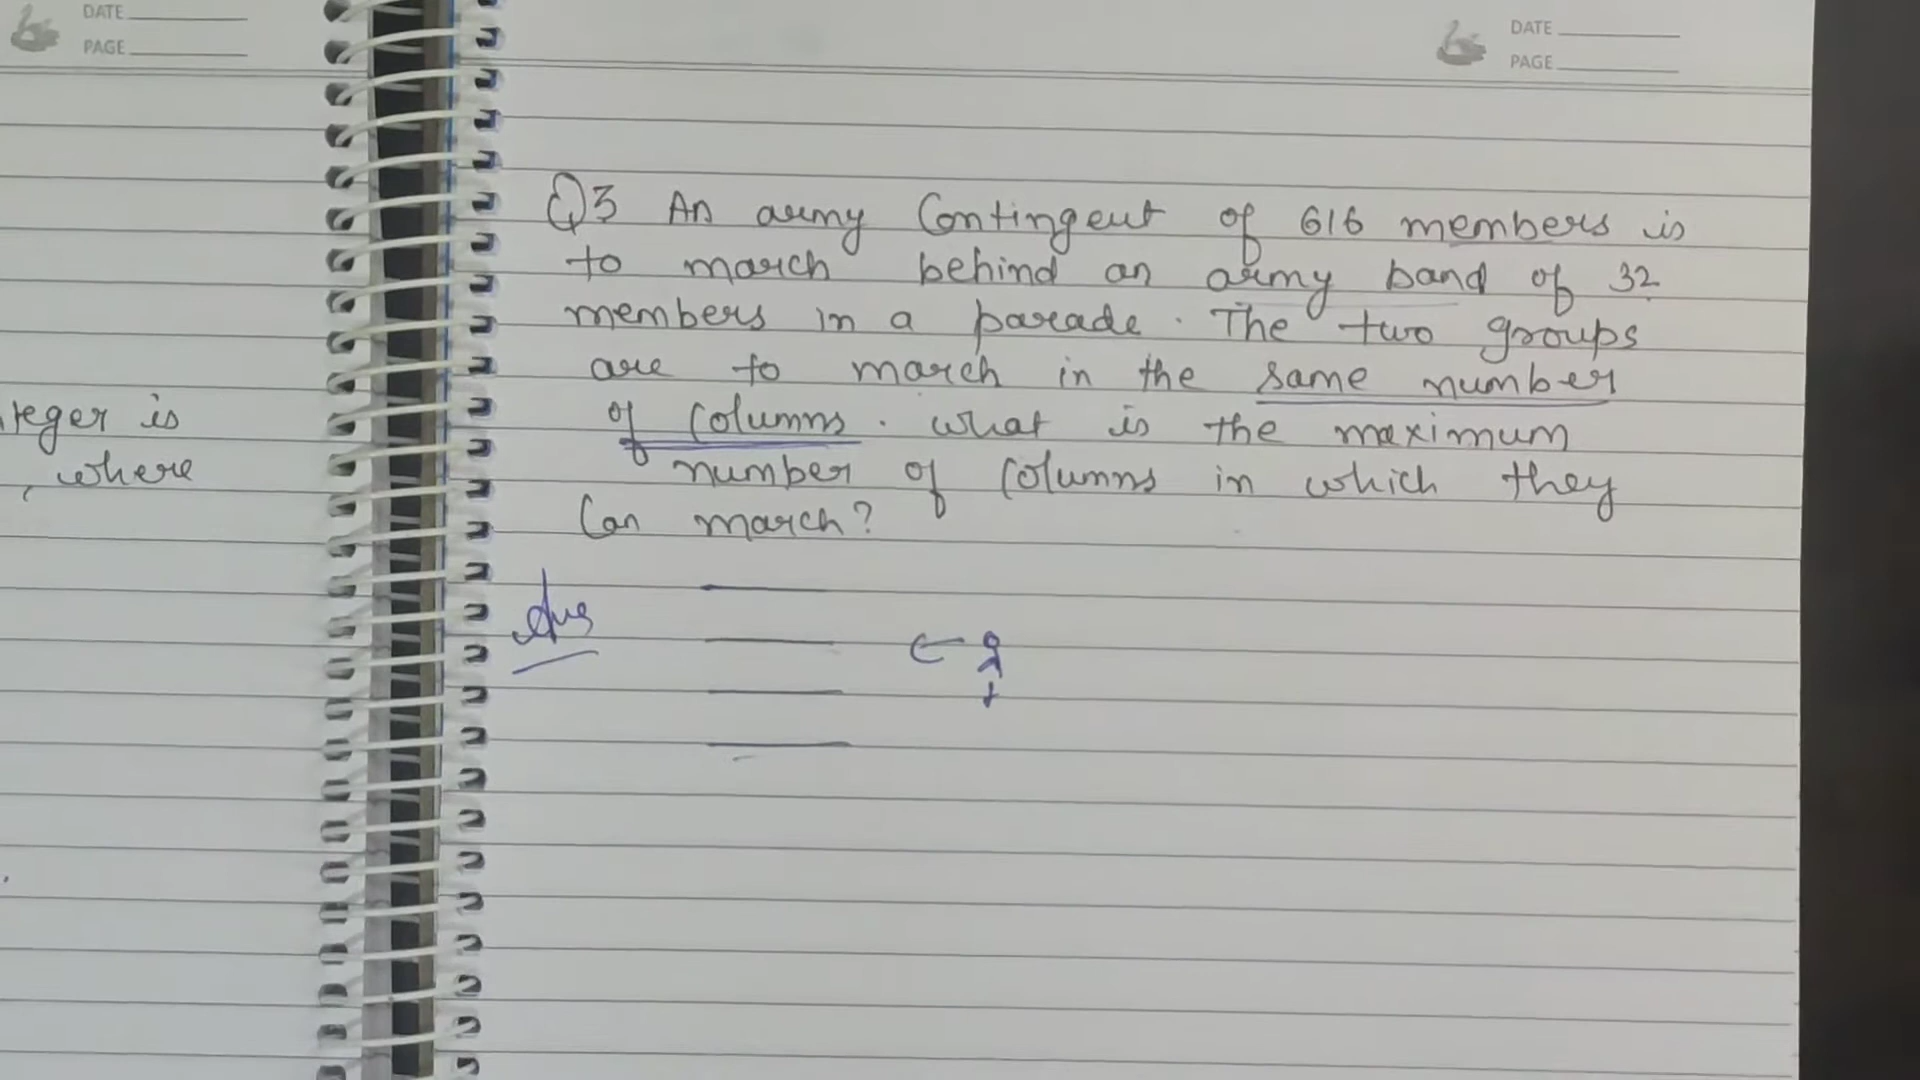 DATE
PAGE
teger is
, where
DATE
PAGE
Q3 An army Contingent of 616 members is
to march behind an army band of 32
members in a parade. The two groups
are to march in the same number
of Columns. what is the maximum
number of Columns in which they
Can march?
Ans